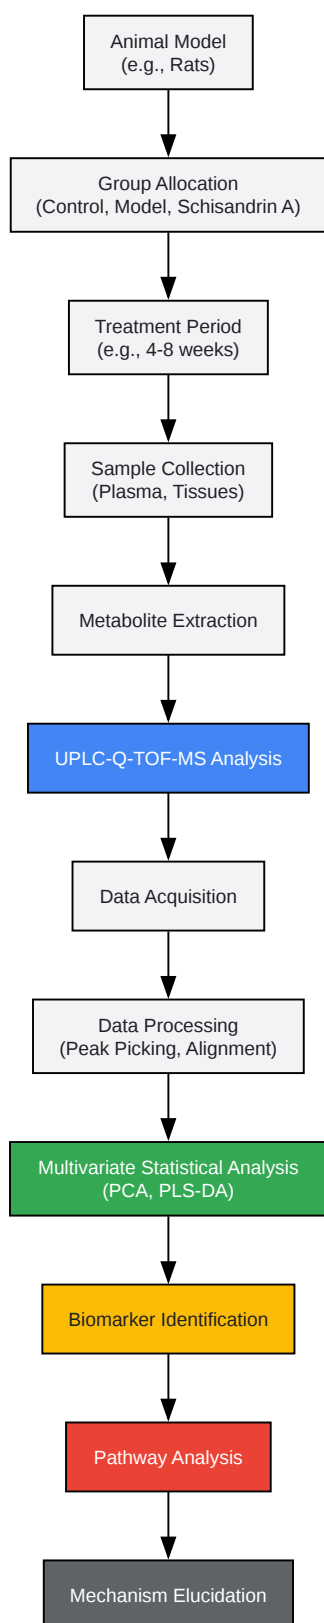 Animal Model
(e.g., Rats)
Group Allocation
(Control, Model, Schisandrin A)
Treatment Period
(e.g., 4-8 weeks)
Sample Collection
(Plasma, Tissues)
Metabolite Extraction
UPLC-Q-TOF-MS Analysis
Data Acquisition
Data Processing
(Peak Picking, Alignment)
Multivariate Statistical Analysis
(PCA, PLS-DA)
Biomarker Identification
Pathway Analysis
Mechanism Elucidation